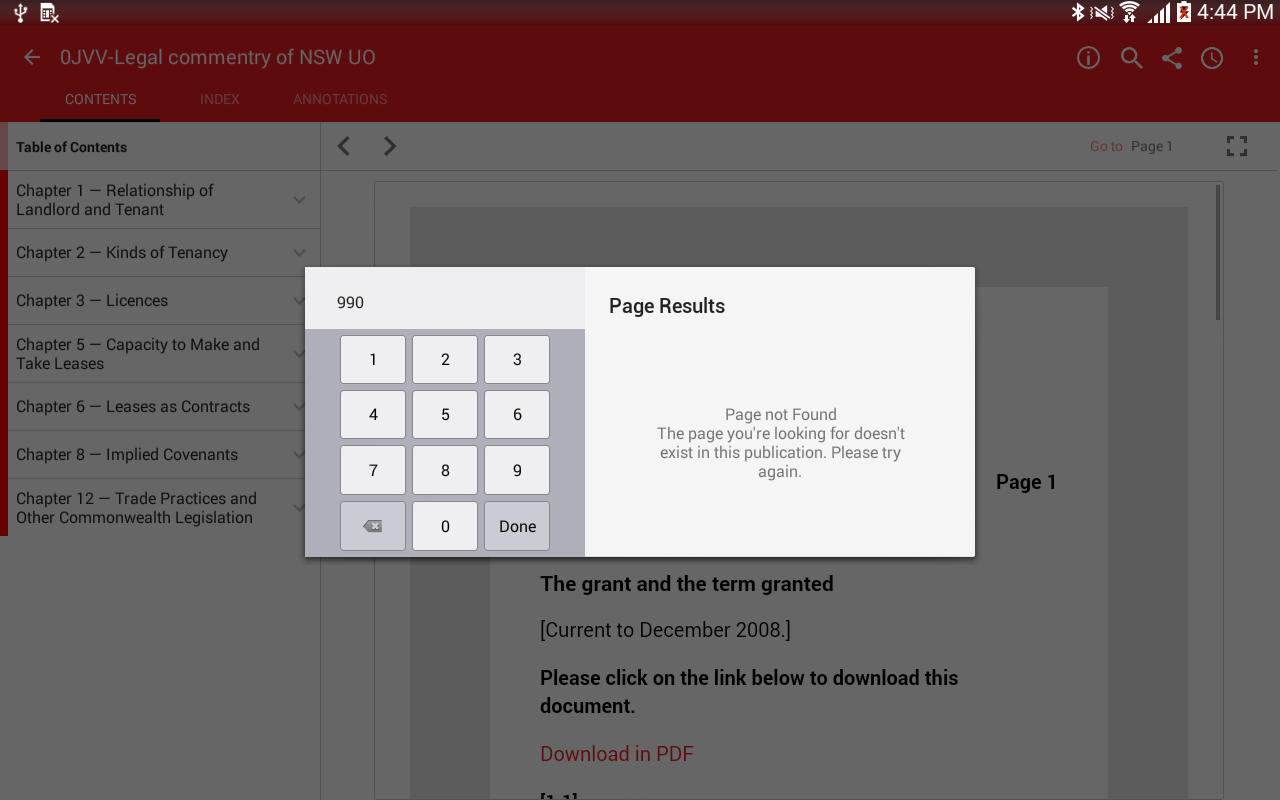 4:44 PM
0JVV-Legal commentry of NSW UO
CONTENTS
INDEX
ANNOTATIONS
Table of Contents
Go to Page 1
Chapter 1 — Relationship of
Landlord and Tenant
Chapter 2 — Kinds of Tenancy
Chapter 3 — Licences
Chapter 5 — Capacity to Make and
Take Leases
Chapter 6 — Leases as Contracts
Chapter 8 — Implied Covenants
Chapter 12 — Trade Practices and
Other Commonwealth Legislation
990
1 2 3
4 5 6
7 8 9
0 Done
Page Results
Page not Found
The page you're looking for doesn't
exist in this publication. Please try
again.
Page 1
The grant and the term granted
[Current to December 2008.]
Please click on the link below to download this
document.
Download in PDF
[1.1]